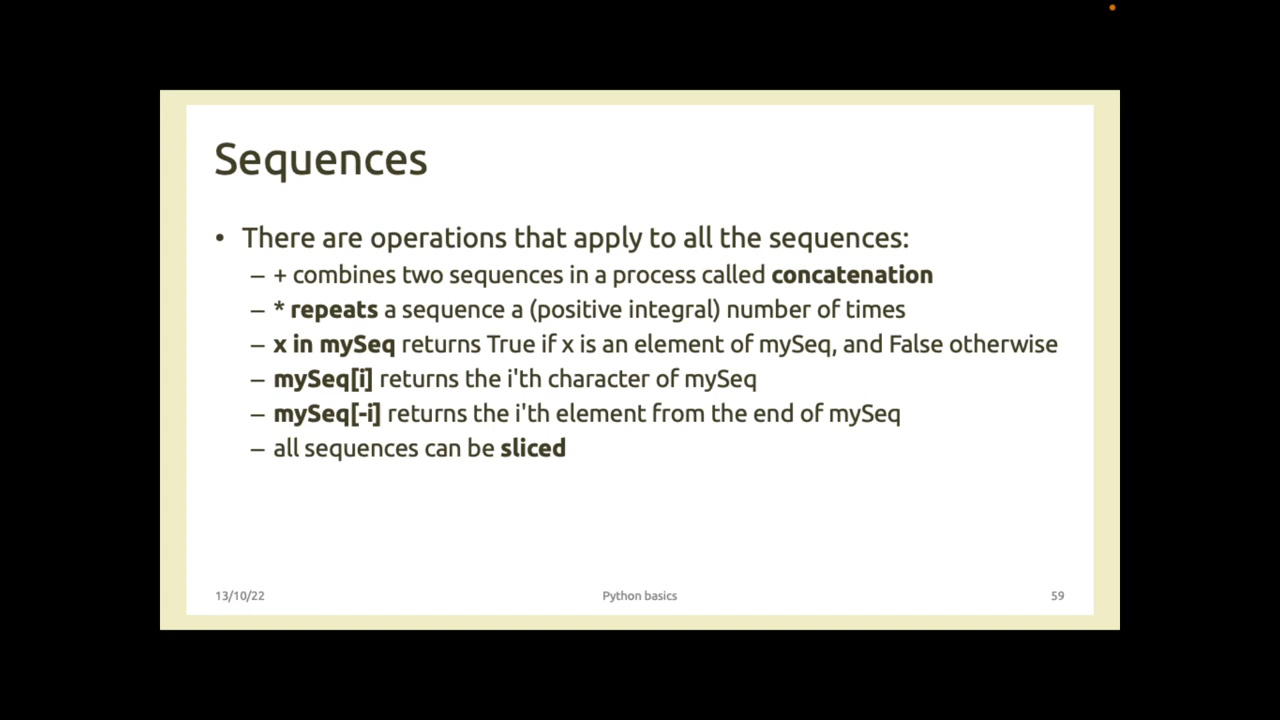 Sequences
• There are operations that apply to all the sequences:
– + combines two sequences in a process called concatenation
– * repeats a sequence a (positive integral) number of times
– x in mySeq returns True if x is an element of mySeq, and False otherwise
– mySeq[i] returns the i'th character of mySeq
– mySeq[-i] returns the i'th element from the end of mySeq
– all sequences can be sliced
13/10/22 Python basics 59